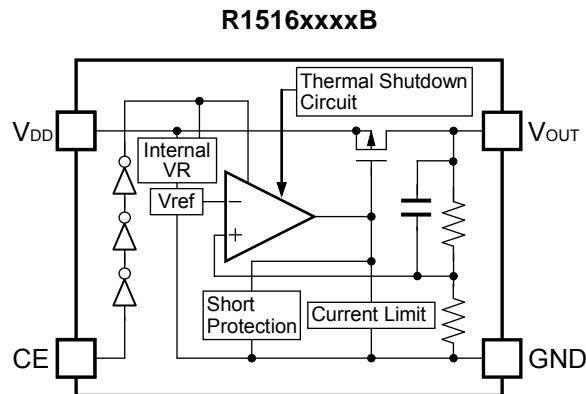 R1516xxxxB
Thermal Shutdown
Circuit
VDD
VOUT
Internal
VR
Vref
−
+
Short
Protection
Current Limit
CE
GND